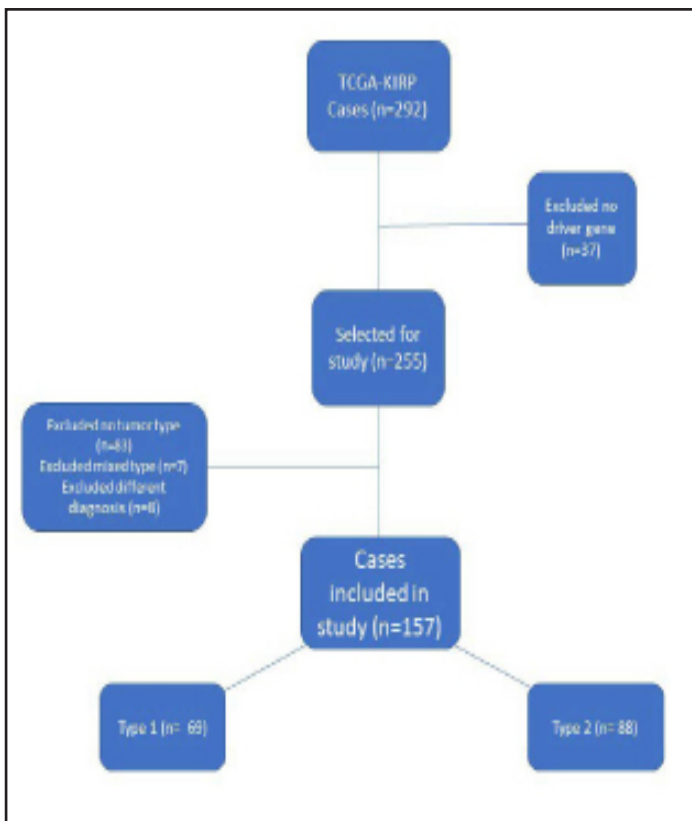 TCGA-KIRP
Cases (n=292)
Excluded no
driver gene
(n=37)
Selected for
study (n=255)
Excluded no tumor type
(n=83)
Excluded mixed type (n=7)
Excluded different
diagnosis (n=8)
Cases
included in
study (n=157)
Type 1 (n= 69)
Type 2 (n= 88)